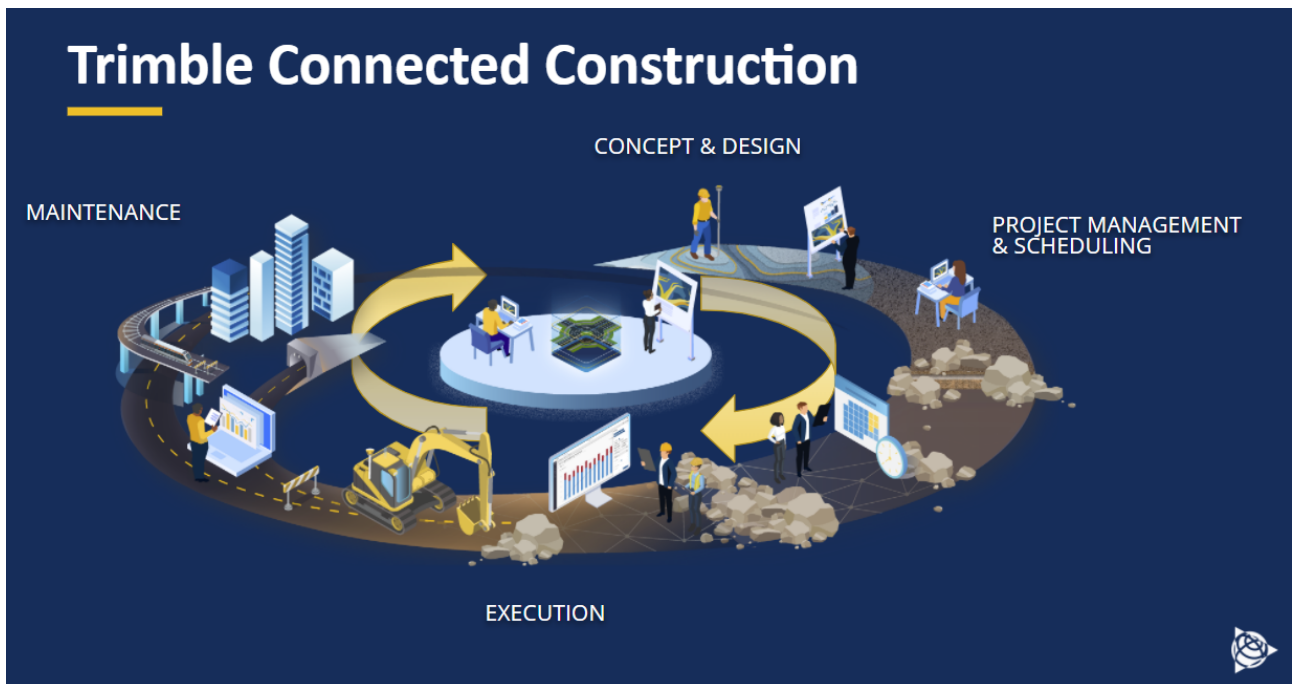 Trimble Connected Construction
CONCEPT & DESIGN
MAINTENANCE
PROJECT MANAGEMENT
& SCHEDULING
EXECUTION